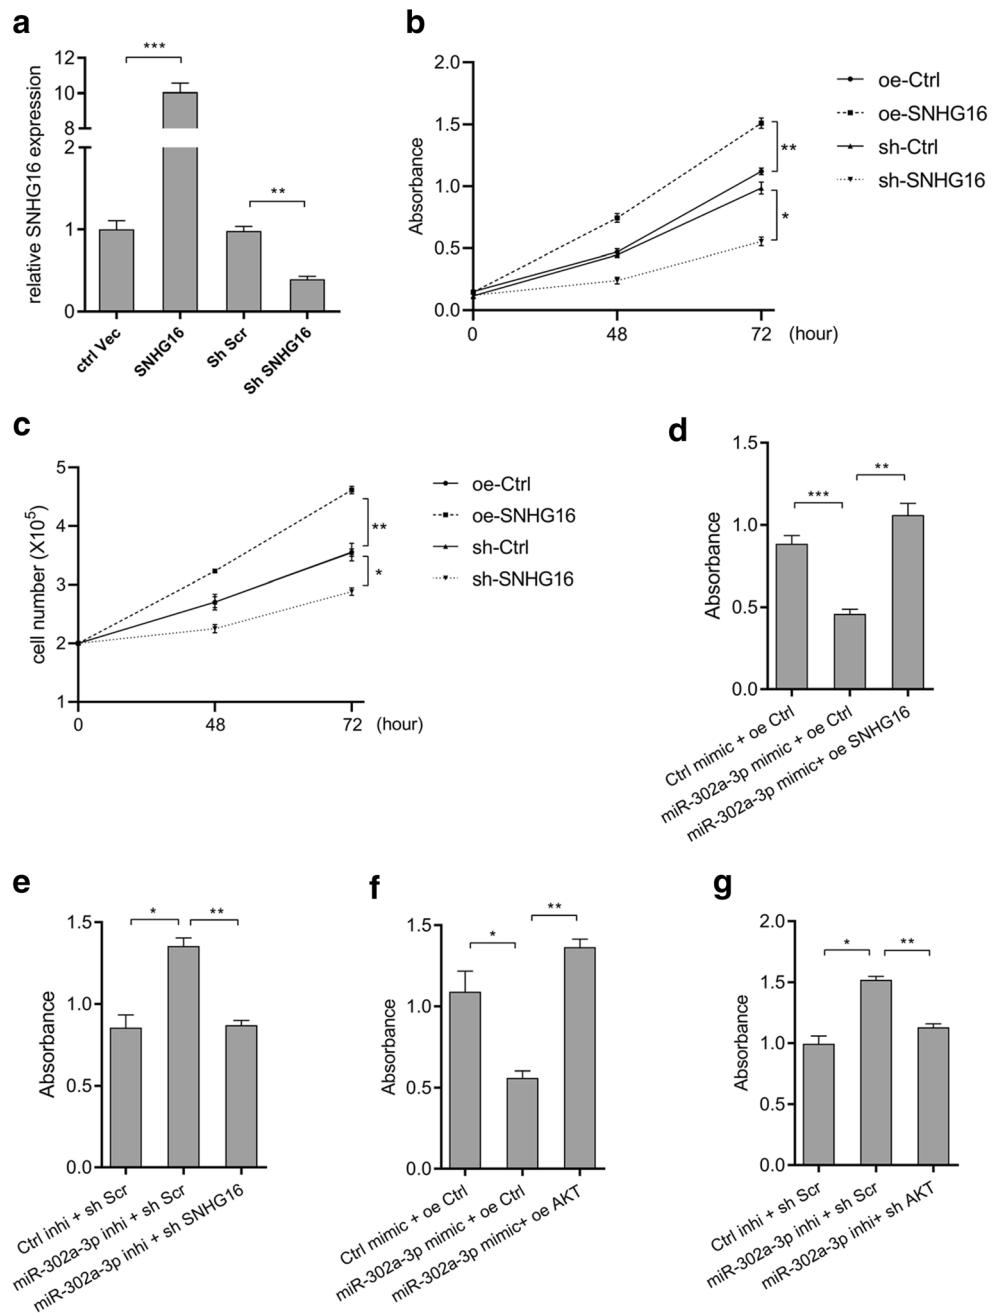 a
relative SNHG16 expression
12
10
8
2
1
0
***
**
ctrl Vec
SNHG16
Sh Scr
Sh SNHG16
b
Absorbance
2.0
1.5
1.0
0.5
0.0
0
48
72
(hour)
**
*
oe-Ctrl
oe-SNHG16
sh-Ctrl
sh-SNHG16
c
cell number (X10⁵)
5
4
3
2
1
0
48
72
(hour)
**
*
oe-Ctrl
oe-SNHG16
sh-Ctrl
sh-SNHG16
d
Absorbance
1.5
1.0
0.5
0.0
***
**
Ctrl mimic + oe Ctrl
miR-302a-3p mimic + oe Ctrl
miR-302a-3p mimic+ oe SNHG16
e
Absorbance
1.5
1.0
0.5
0.0
*
**
Ctrl inhi + sh Scr
miR-302a-3p inhi + sh Scr
miR-302a-3p inhi + sh SNHG16
f
Absorbance
1.5
1.0
0.5
0.0
*
**
Ctrl mimic + oe Ctrl
miR-302a-3p mimic + oe Ctrl
miR-302a-3p mimic+ oe AKT
g
Absorbance
2.0
1.5
1.0
0.5
0.0
*
**
Ctrl inhi + sh Scr
miR-302a-3p inhi + sh Scr
miR-302a-3p inhi+ sh AKT